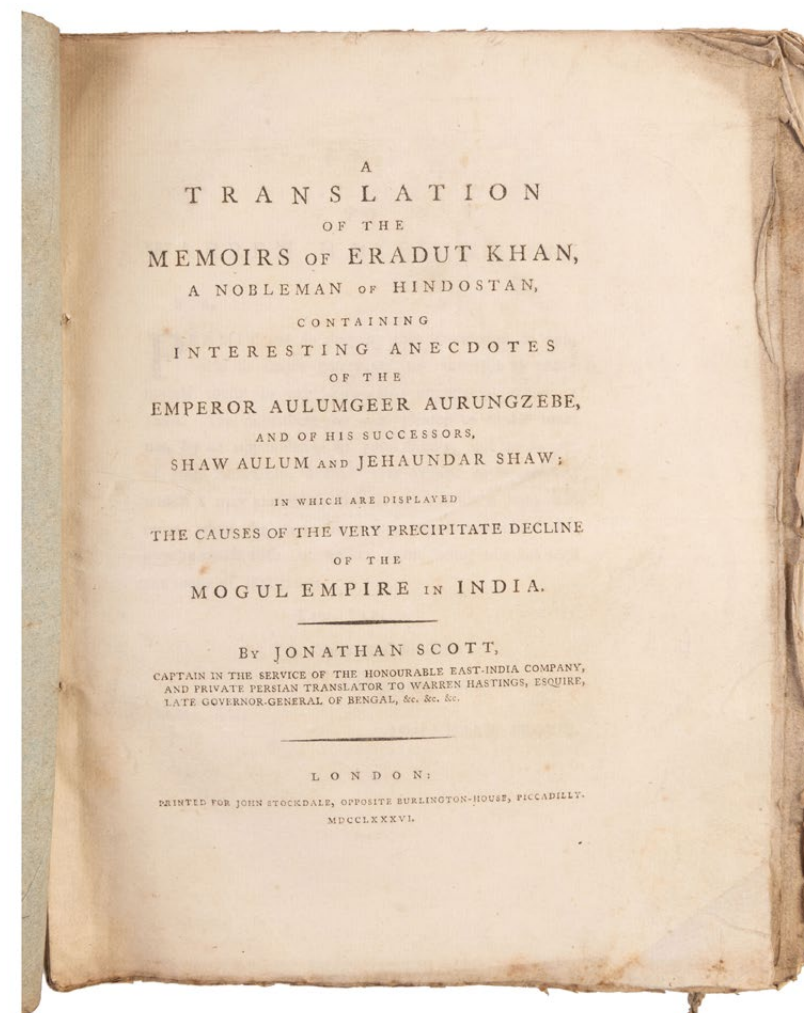 A
TRANSLATION
OF THE
MEMOIRS OF ERADUT KHAN,
A NOBLEMAN OF HINDOSTAN,
CONTAINING
INTERESTING ANECDOTES
OF THE
EMPEROR AULUMGEER AURUNGZEBE,
AND OF HIS SUCCESSORS,
SHAW AULUM AND JEHAUNDAR SHAW;
IN WHICH ARE DISPLAYED
THE CAUSES OF THE VERY PRECIPITATE DECLINE
OF THE
MOGUL EMPIRE IN INDIA.
BY JONATHAN SCOTT,
CAPTAIN IN THE SERVICE OF THE HONOURABLE EAST-INDIA COMPANY,
AND PRIVATE PERSIAN TRANSLATOR TO WARREN HASTINGS, ESQUIRE,
LATE GOVERNOR-GENERAL OF BENGAL, &c. &c. &c.
LONDON:
PRINTED FOR JOHN STOCKDALE, OPPOSITE BURLINGTON-HOUSE, PICCADILLY.
MDCCLXXXVI.